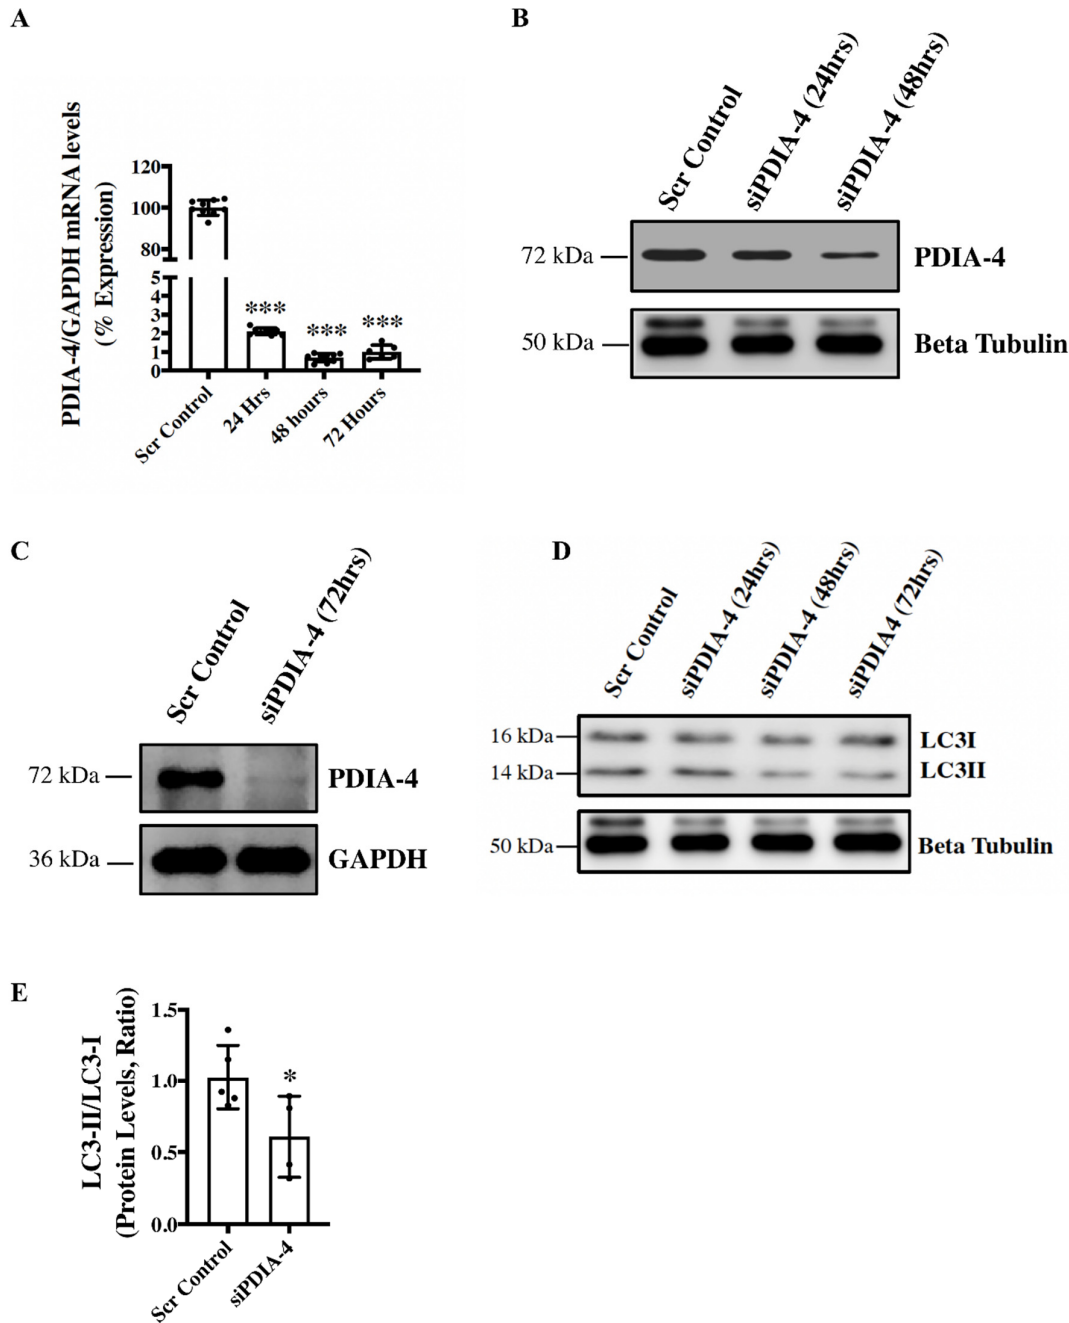 A
PDIA-4/GAPDH mRNA levels
(% Expression)
120
100
80
5
4
3
2
1
0
***
***
***
Scr Control
24 Hrs
48 hours
72 Hours
B
Scr Control
siPDIA-4 (24hrs)
siPDIA-4 (48hrs)
72 kDa
PDIA-4
50 kDa
Beta Tubulin
C
Scr Control
siPDIA-4 (72hrs)
72 kDa
PDIA-4
36 kDa
GAPDH
D
Scr Control
siPDIA-4 (24hrs)
siPDIA-4 (48hrs)
siPDIA4 (72hrs)
16 kDa
LC3I
14 kDa
LC3II
50 kDa
Beta Tubulin
E
LC3-II/LC3-I
(Protein Levels, Ratio)
1.5
1.0
0.5
0.0
*
Scr Control
siPDIA-4